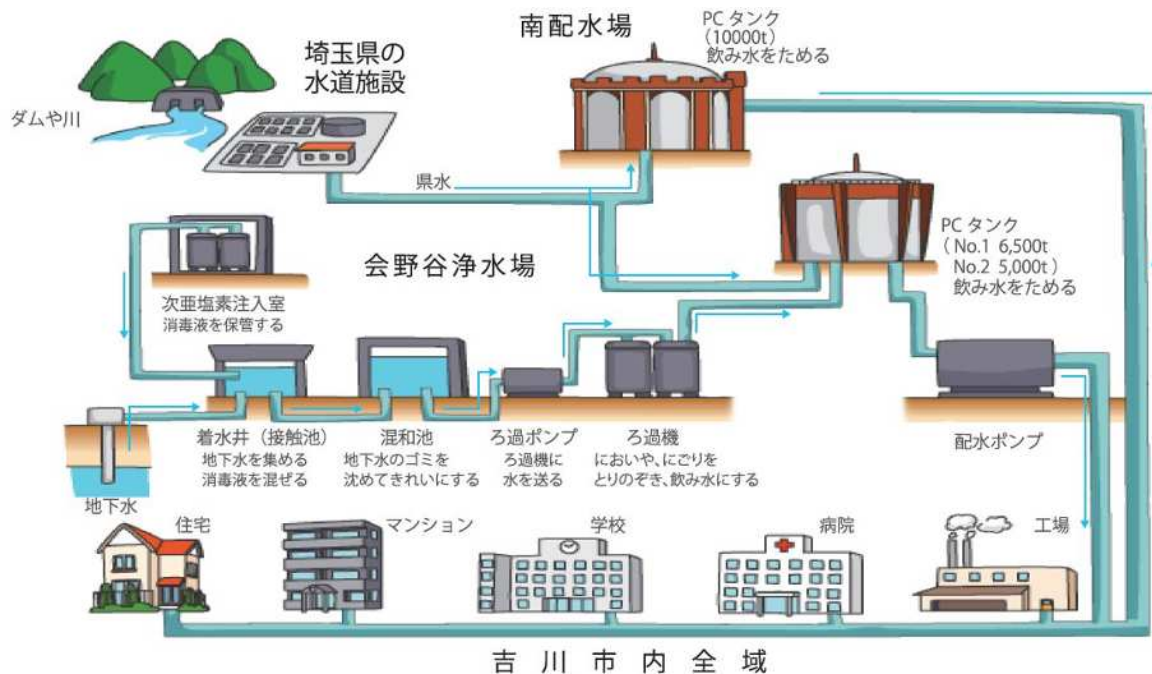 南配水場
PCタンク
（10000t）
飲み水をためる
埼玉県の
水道施設
ダムや川
県水
PCタンク
（No.1 6,500t
No.2 5,000t）
飲み水をためる
会野谷浄水場
次亜塩素注入室
消毒液を保管する
着水井（接触池）
地下水を集める
消毒液を混ぜる
混和池
地下水のゴミを
沈めてきれいにする
ろ過ポンプ
ろ過機に
水を送る
ろ過機
においや、にごりを
とりのぞき、飲み水にする
配水ポンプ
地下水
住宅
マンション
学校
病院
工場
吉川市内全域